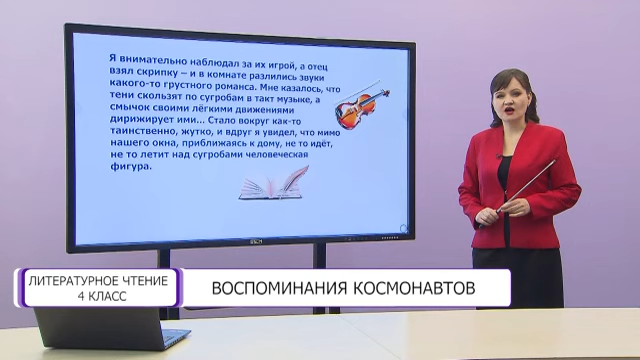 Я внимательно наблюдал за их игрой, а отец
взял скрипку – и в комнате разлились звуки
какого-то грустного романса. Мне казалось, что
тени скользят по сугробам в такт музыке, а
смычок своими лёгкими движениями
дирижирует ими... Стало вокруг как-то
таинственно, жутко, и вдруг я увидел, что мимо
нашего окна, приближаясь к дому, не то идёт,
не то летит над сугробами человеческая
фигура.
ЛИТЕРАТУРНОЕ ЧТЕНИЕ
4 КЛАСС
ВОСПОМИНАНИЯ КОСМОНАВТОВ